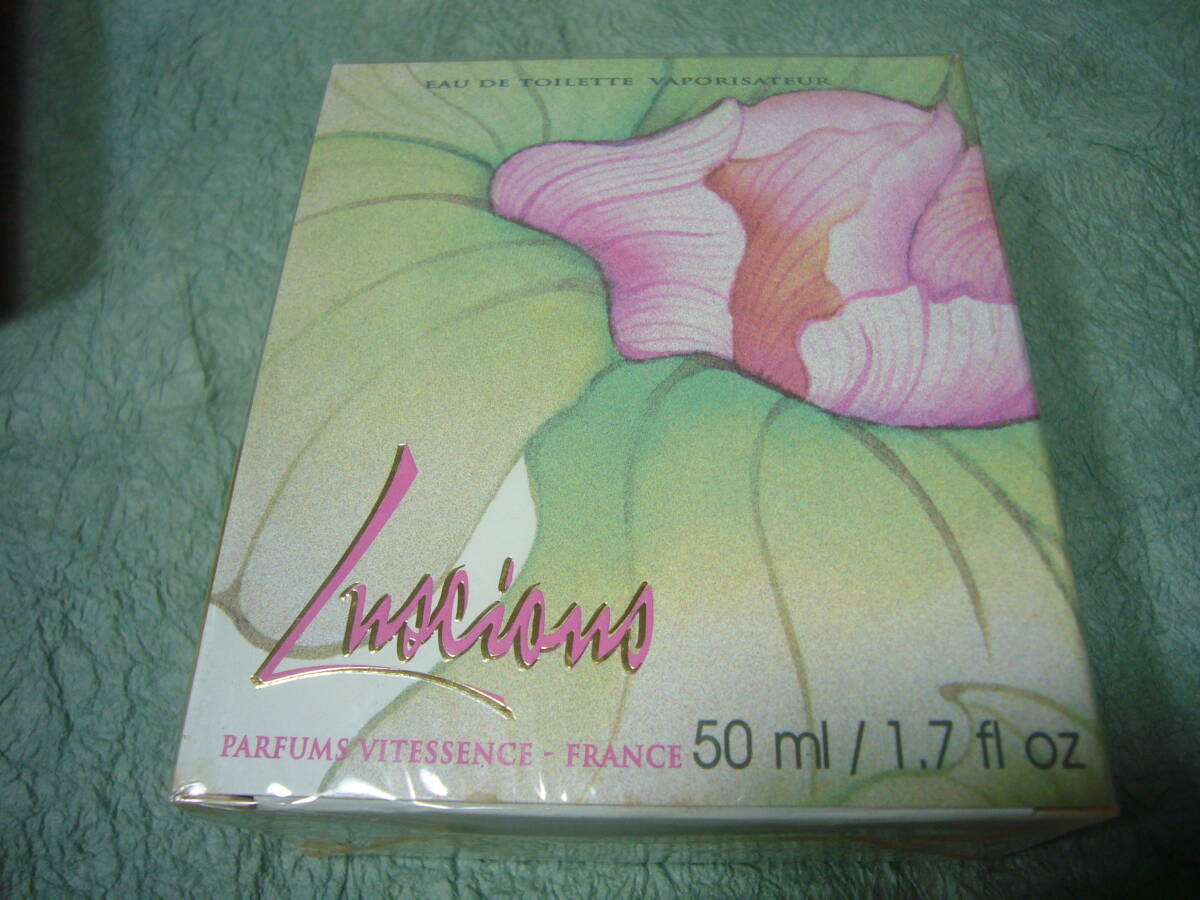 EAU DE TOILETTE VAPORISATEUR
Luscious
PARFUMS VITESSENCE - FRANCE 50 ml / 1.7 fl oz